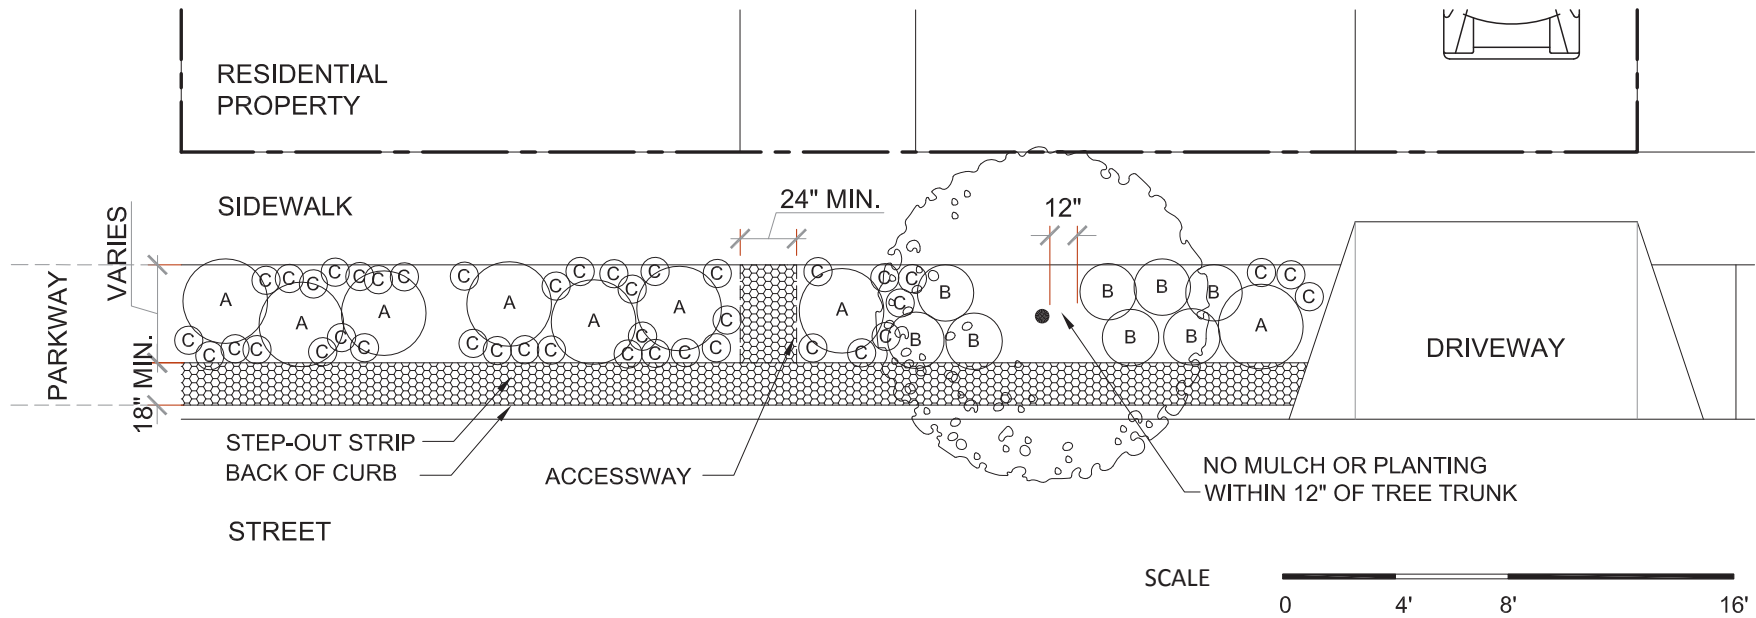 RESIDENTIAL
PROPERTY
SIDEWALK
24" MIN.
12"
VARIES
PARKWAY
18" MIN.
C C C C C C C C C C C C C C C C C C C C C
A A A A A A A B B B B A
C
B B B B
C C C C C C C C C C C C C C C C C C C
DRIVEWAY
STEP-OUT STRIP
BACK OF CURB
ACCESSWAY
NO MULCH OR PLANTING
WITHIN 12" OF TREE TRUNK
STREET
SCALE
0 4' 8' 16'